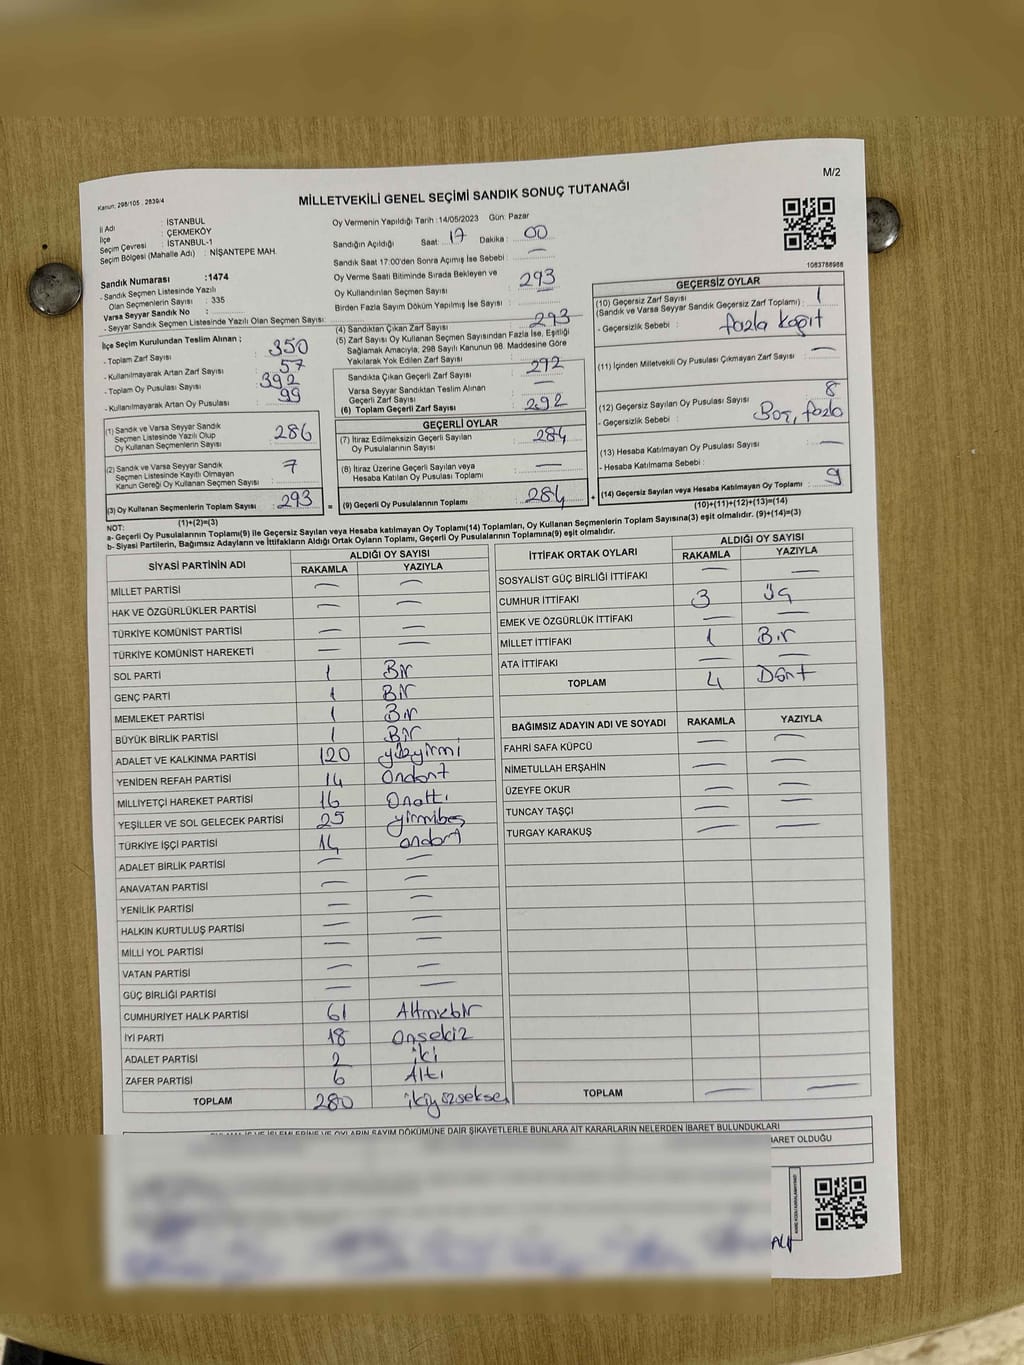 M/2
Kanun: 298/105 , 2839/4
MİLLETVEKİLİ GENEL SEÇİMİ SANDIK SONUÇ TUTANAĞI
İl Adı : İSTANBUL
İlçe : ÇEKMEKÖY
Seçim Çevresi : İSTANBUL-1
Seçim Bölgesi (Mahalle Adı) : NİŞANTEPE MAH.
Sandık Numarası :1474
- Sandık Seçmen Listesinde Yazılı
Olan Seçmenlerin Sayısı : 335
Varsa Seyyar Sandık No :
- Seyyar Sandık Seçmen Listesinde Yazılı Olan Seçmen Sayısı:
Oy Vermenin Yapıldığı Tarih :14/05/2023 Gün: Pazar
Sandığın Açıldığı Saat: 17 Dakika : 00
Sandık Saat 17:00'den Sonra Açımış İse Sebebi : —
Oy Verme Saati Bitiminde Sırada Bekleyen ve
Oy Kullandırılan Seçmen Sayısı : 293
Birden Fazla Sayım Döküm Yapılmış İse Sayısı : —
1083788988
İlçe Seçim Kurulundan Teslim Alınan ;
- Toplam Zarf Sayısı : 350
- Kullanılmayarak Artan Zarf Sayısı : 57
- Toplam Oy Pusulası Sayısı : 392
- Kullanılmayarak Artan Oy Pusulası : 99
(1) Sandık ve Varsa Seyyar Sandık
Seçmen Listesinde Yazılı Olup
Oy Kullanan Seçmenlerin Sayısı : 286
(2) Sandık ve Varsa Seyyar Sandık
Seçmen Listesinde Kayıtlı Olmayan
Kanun Gereği Oy Kullanan Seçmen Sayısı : 7
(3) Oy Kullanan Seçmenlerin Toplam Sayısı : 293
(1)+(2)=(3)
(4) Sandıktan Çıkan Zarf Sayısı : 293
(5) Zarf Sayısı Oy Kullanan Seçmen Sayısından Fazla İse, Eşitliği
Sağlamak Amacıyla, 298 Sayılı Kanunun 98. Maddesine Göre
Yakılarak Yok Edilen Zarf Sayısı :
Sandıkta Çıkan Geçerli Zarf Sayısı : 292
Varsa Seyyar Sandıktan Teslim Alınan
Geçerli Zarf Sayısı : —
(6) Toplam Geçerli Zarf Sayısı : 292
GEÇERLİ OYLAR
(7) İtiraz Edilmeksizin Geçerli Sayılan
Oy Pusulalarının Toplamı : 284
(8) İtiraz Üzerine Geçerli Sayılan veya
Hesaba Katılan Oy Pusulası Toplamı : —
= (9) Geçerli Oy Pusulalarının Toplamı : 284 +
GEÇERSİZ OYLAR
(10) Geçersiz Zarf Sayısı : 1
(Sandık ve Varsa Seyyar Sandık Geçersiz Zarf Toplamı)
- Geçersizlik Sebebi : fazla kağıt
(11) İçinden Milletvekili Oy Pusulası Çıkmayan Zarf Sayısı : —
(12) Geçersiz Sayılan Oy Pusulası Sayısı : 8
- Geçersizlik Sebebi : Boş, fazla
(13) Hesaba Katılmayan Oy Pusulası Sayısı : —
- Hesaba Katılmama Sebebi :
(14) Geçersiz Sayılan veya Hesaba Katılmayan Oy Toplamı : 9
(10)+(11)+(12)+(13)=(14)
NOT:
a- Geçerli Oy Pusulalarının Toplamı(9) ile Geçersiz Sayılan veya Hesaba katılmayan Oy Toplamı(14) Toplamları, Oy Kullanan Seçmenlerin Toplam Sayısına(3) eşit olmalıdır. (9)+(14)=(3)
b- Siyasi Partilerin, Bağımsız Adayların ve İttifakların Aldığı Ortak Oyların Toplamı, Geçerli Oy Pusulalarının Toplamına(9) eşit olmalıdır.
SİYASİ PARTİNİN ADI ALDIĞI OY SAYISI
RAKAMLA YAZIYLA
MİLLET PARTİSİ — —
HAK VE ÖZGÜRLÜKLER PARTİSİ — —
TÜRKİYE KOMÜNİST PARTİSİ — —
TÜRKİYE KOMÜNİST HAREKETİ — —
SOL PARTİ 1 Bir
GENÇ PARTİ 1 Bir
MEMLEKET PARTİSİ 1 Bir
BÜYÜK BİRLİK PARTİSİ 1 Bir
ADALET VE KALKINMA PARTİSİ 120 yüzyirmi
YENİDEN REFAH PARTİSİ 14 Ondört
MİLLİYETÇİ HAREKET PARTİSİ 16 Onaltı
YEŞİLLER VE SOL GELECEK PARTİSİ 25 yirmibeş
TÜRKİYE İŞÇİ PARTİSİ 14 ondört
ADALET BİRLİK PARTİSİ — —
ANAVATAN PARTİSİ — —
YENİLİK PARTİSİ — —
HALKIN KURTULUŞ PARTİSİ — —
MİLLİ YOL PARTİSİ — —
VATAN PARTİSİ — —
GÜÇ BİRLİĞİ PARTİSİ — —
CUMHURİYET HALK PARTİSİ 61 Altmışbir
İYİ PARTİ 18 onsekiz
ADALET PARTİSİ 2 iki
ZAFER PARTİSİ 6 Altı
TOPLAM 280 ikiyüzseksen
İTTİFAK ORTAK OYLARI ALDIĞI OY SAYISI
RAKAMLA YAZIYLA
SOSYALİST GÜÇ BİRLİĞİ İTTİFAKI — —
CUMHUR İTTİFAKI 3 üç
EMEK VE ÖZGÜRLÜK İTTİFAKI — —
MİLLET İTTİFAKI 1 Bir
ATA İTTİFAKI — —
TOPLAM 4 Dört
BAĞIMSIZ ADAYIN ADI VE SOYADI RAKAMLA YAZIYLA
FAHRİ SAFA KÜPCÜ — —
NİMETULLAH ERŞAHİN — —
ÜZEYFE OKUR — —
TUNCAY TAŞÇI — —
TURGAY KARAKUŞ — —
TOPLAM — —
OYLAMA İŞ VE İŞLEMLERİNE VE OYLARIN SAYIM DÖKÜMÜNE DAİR ŞİKAYETLERLE BUNLARA AİT KARARLARIN NELERDEN İBARET BULUNDUKLARI
BARET OLDUĞU